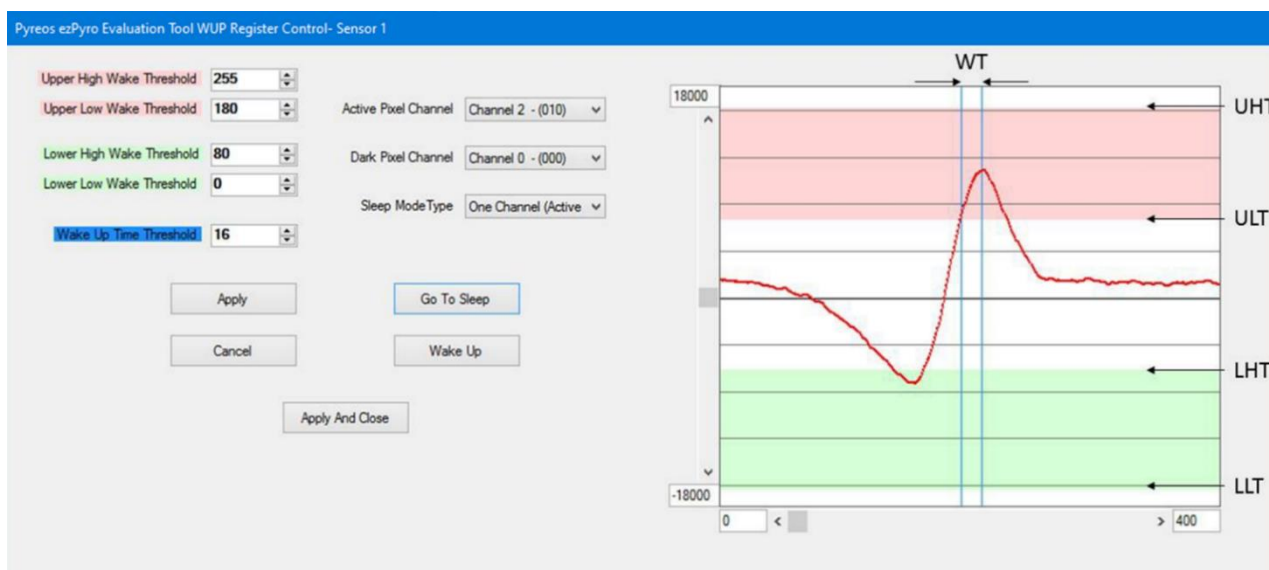 Pyreos ezPyro Evaluation Tool WUP Register Control- Sensor 1
Upper High Wake Threshold 255
Upper Low Wake Threshold 180
Active Pixel Channel Channel 2 - (010)
Lower High Wake Threshold 80
Dark Pixel Channel Channel 0 - (000)
Lower Low Wake Threshold 0
Sleep ModeType One Channel (Active
Wake Up Time Threshold 16
Apply
Go To Sleep
Cancel
Wake Up
Apply And Close
WT
18000
UHT
ULT
LHT
LLT
-18000
0 < > 400